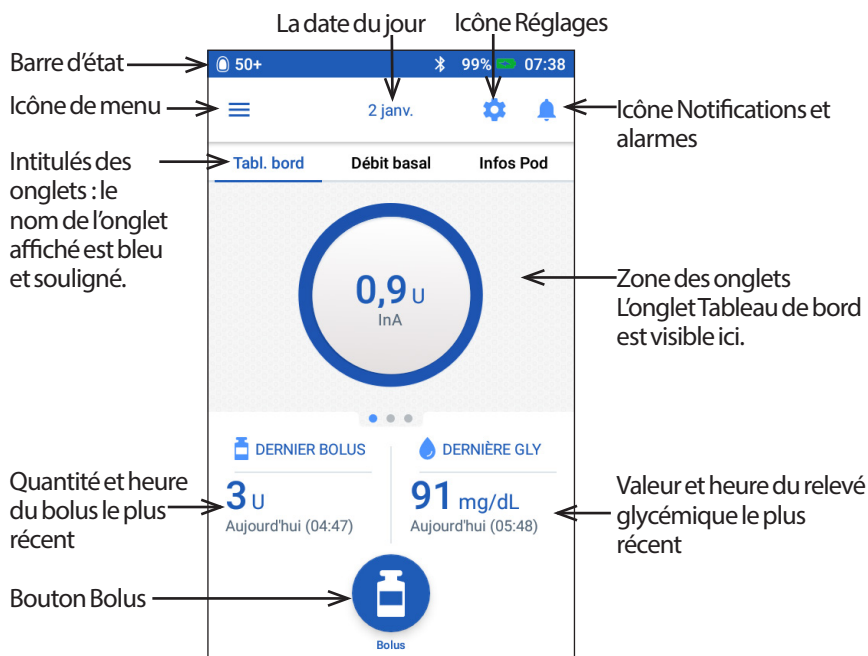 La date du jour
Icône Réglages
Barre d'état
50+
99%
07:38
Icône de menu
2 janv.
Icône Notifications et
alarmes
Intitulés des
onglets : le
nom de l'onglet
affiché est bleu
et souligné.
Tabl. bord
Débit basal
Infos Pod
0,9 U
InA
Zone des onglets
L'onglet Tableau de bord
est visible ici.
DERNIER BOLUS
DERNIÈRE GLY
Quantité et heure
du bolus le plus
récent
3 U
Aujourd'hui (04:47)
91 mg/dL
Aujourd'hui (05:48)
Valeur et heure du relevé
glycémique le plus
récent
Bouton Bolus
Bolus